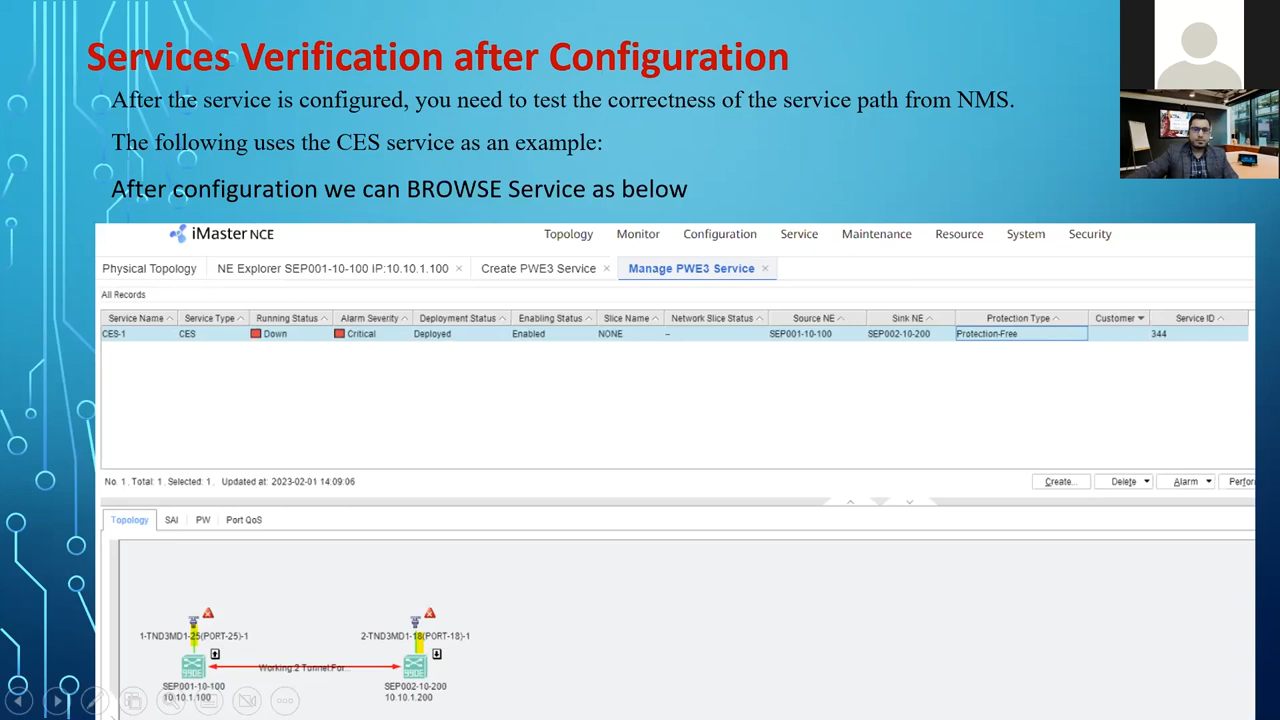 Services Verification after Configuration
After the service is configured, you need to test the correctness of the service path from NMS.
The following uses the CES service as an example:
After configuration we can BROWSE Service as below
iMaster NCE
Topology Monitor Configuration Service Maintenance Resource System Security
Physical Topology NE Explorer SEP001-10-100 IP:10.10.1.100 Create PWE3 Service Manage PWE3 Service
All Records
Service Name Service Type Running Status Alarm Severity Deployment Status Enabling Status Slice Name Network Slice Status Source NE Sink NE Protection Type Customer Service ID
CES-1 CES Down Critical Deployed Enabled NONE -- SEP001-10-100 SEP002-10-200 Protection-Free 344
No. 1, Total: 1, Selected: 1, Updated at: 2023-02-01 14:09:06
Create... Delete Alarm Perfor
Topology SAI PW Port QoS
1-TND3MD1-25(PORT-25)-1 2-TND3MD1-18(PORT-18)-1
Working:2 Tunnel:For...
SEP001-10-100 SEP002-10-200
10.10.1.100 10.10.1.200